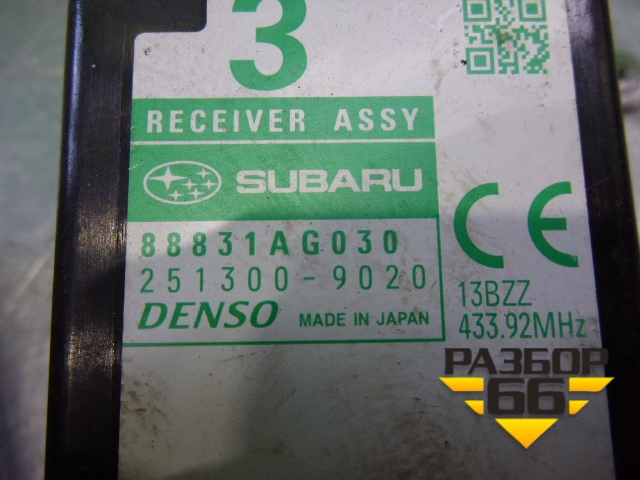 3
RECEIVER ASSY
SUBARU
88831AG030
251300-9020
DENSO MADE IN JAPAN
CE
13BZZ
433.92MHz
РАЗБОР
66